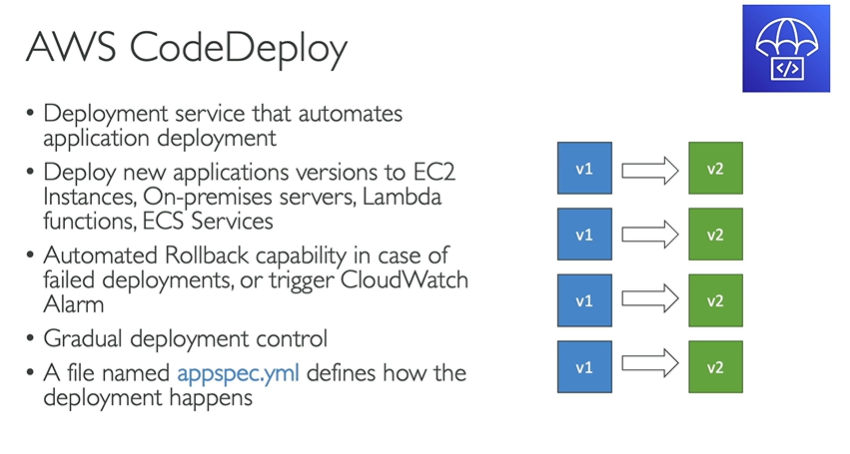 AWS CodeDeploy
</>
• Deployment service that automates
application deployment
• Deploy new applications versions to EC2
Instances, On-premises servers, Lambda
functions, ECS Services
• Automated Rollback capability in case of
failed deployments, or trigger CloudWatch
Alarm
• Gradual deployment control
• A file named appspec.yml defines how the
deployment happens
v1 v2
v1 v2
v1 v2
v1 v2